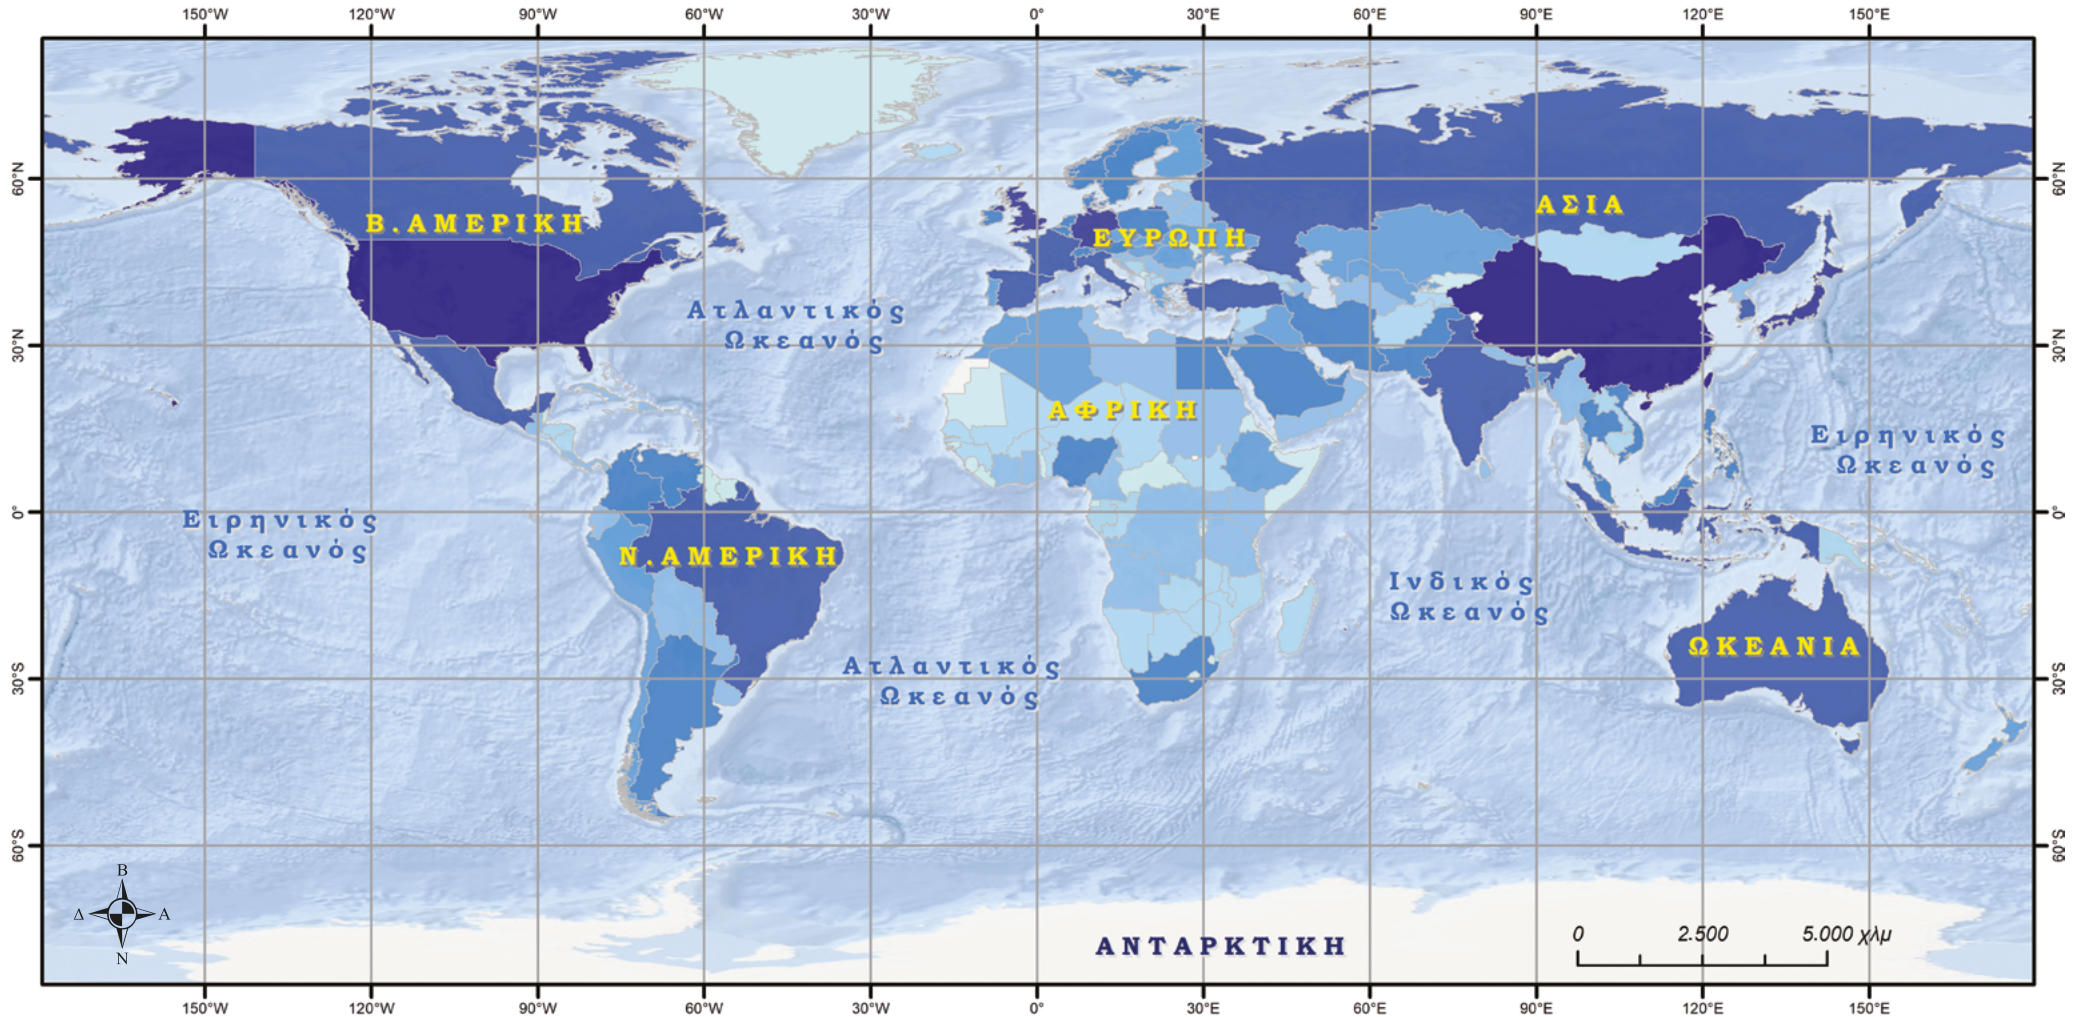 150°W 120°W 90°W 60°W 30°W 0° 30°E 60°E 90°E 120°E 150°E
60°N 60°N
ΑΣΙΑ
Β.ΑΜΕΡΙΚΗ
ΕΥΡΩΠΗ
Ατλαντικός
Ωκεανός
30°N 30°N
ΑΦΡΙΚΗ
Ειρηνικός
Ωκεανός
0° 0°
Ειρηνικός
Ωκεανός
Ν.ΑΜΕΡΙΚΗ
Ινδικός
Ωκεανός
ΩΚΕΑΝΙΑ
Ατλαντικός
Ωκεανός
30°S 30°S
60°S 60°S
Β
Δ Α
Ν
ΑΝΤΑΡΚΤΙΚΗ
0 2.500 5.000 χλμ
150°W 120°W 90°W 60°W 30°W 0° 30°E 60°E 90°E 120°E 150°E